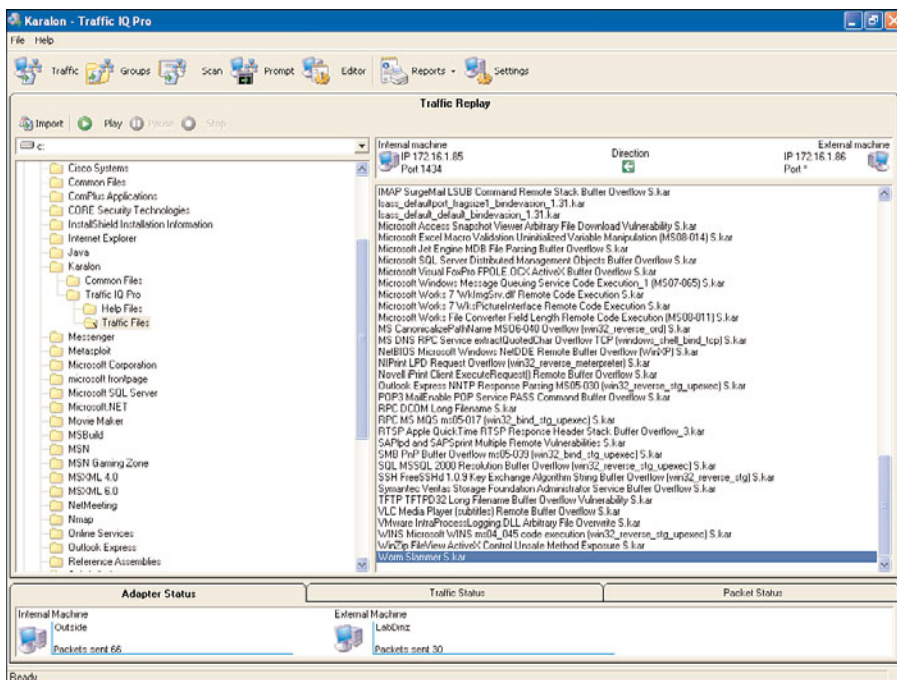 Karalon - Traffic IQ Pro
File Help
Traffic Groups Scan Prompt Editor Reports Settings
Traffic Replay
Import Play Pause Stop
c:
Cisco Systems
Common Files
ComPlus Applications
CORE Security Technologies
InstallShield Installation Information
Internet Explorer
Java
Karalon
Common Files
Traffic IQ Pro
Help Files
Traffic Files
Messenger
Metasploit
Microsoft Corporation
microsoft frontpage
Microsoft SQL Server
Microsoft.NET
Movie Maker
MSBuild
MSN
MSN Gaming Zone
MSXML 4.0
MSXML 6.0
NetMeeting
Nmap
Online Services
Outlook Express
Reference Assemblies
Internal machine
IP 172.16.1.85
Port 1434
Direction
External machine
IP 172.16.1.86
Port *
IMAP SurgeMail LSUB Command Remote Stack Buffer Overflow S.kar
lsass_defaultport_fragsize1_bindevasion_1.31.kar
lsass_default_default_bindevasion_1.31.kar
Microsoft Access Snapshot Viewer Arbitrary File Download Vulnerability S.kar
Microsoft Excel Macro Validation Uninitialized Variable Manipulation (MS08-014) S.kar
Microsoft Jet Engine MDB File Parsing Buffer Overflow S.kar
Microsoft SQL Server Distributed Management Objects Buffer Overflow S.kar
Microsoft Visual FoxPro FPOLE.OCX ActiveX Buffer Overflow S.kar
Microsoft Windows Message Queuing Service Code Execution_1 (MS07-065) S.kar
Microsoft Works 7 'WkImgSrv.dll' Remote Code Execution S.kar
Microsoft Works 7 WksPictureInterface Remote Code Execution S.kar
Microsoft Works File Converter Field Length Remote Code Execution (MS08-011) S.kar
MS CanonicalizePathName MSO6-040 Overflow (win32_reverse_ord) S.kar
MS DNS RPC Service extractQuotedChar Overflow TCP (windows_shell_bind_tcp) S.kar
NetBIOS Microsoft Windows NetDDE Remote Buffer Overflow (WinXP) S.kar
NIPrint LPD Request Overflow (win32_reverse_meterpreter) S.kar
Novell iPrint Client ExecuteRequest() Remote Buffer Overflow S.kar
Outlook Express NNTP Response Parsing MS05-030 (win32_reverse_stg_upexec) S.kar
POP3 MailEnable POP Service PASS Command Buffer Overflow S.kar
RPC DCOM Long Filename S.kar
RPC MS MQS ms05-017 (win32_bind_stg_upexec) S.kar
RTSP Apple QuickTime RTSP Response Header Stack Buffer Overflow_3.kar
SAPlpd and SAPSprint Multiple Remote Vulnerabilities S.kar
SMB PnP Buffer Overflow ms05-039 (win32_bind_stg_upexec) S.kar
SQL MSSQL 2000 Resolution Buffer Overflow (win32_reverse_stg_upexec) S.kar
SSH FreeSSHd 1.0.9 Key Exchange Algorithm String Buffer Overflow (win32_reverse_stg) S.kar
Symantec Veritas Storage Foundation Administrator Service Buffer Overflow S.kar
TFTP TFTPD32 Long Filename Buffer Overflow Vulnerability S.kar
VLC Media Player (subtitles) Remote Buffer Overflow S.kar
VMware IntraProcessLogging.DLL Arbitrary File Overwrite S.kar
WINS Microsoft WINS ms04_045 code execution (win32_reverse_stg_upexec) S.kar
WinZip FileView ActiveX Control Unsafe Method Exposure S.kar
Worm Slammer S.kar
Adapter Status Traffic Status Packet Status
Internal Machine
Outside
Packets sent 66
External Machine
LabDmz
Packets sent 30
Ready